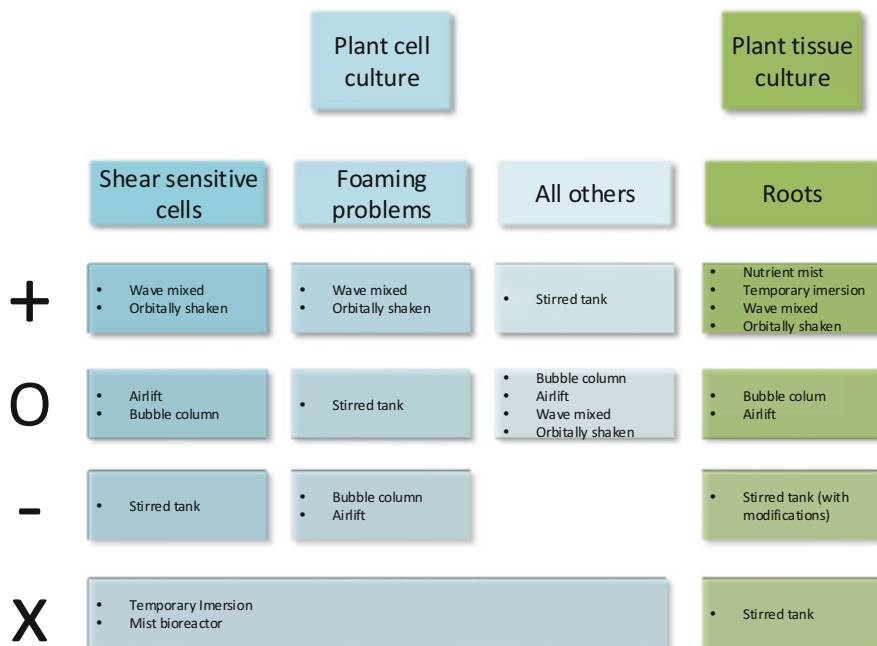 Plant cell
culture
Plant tissue
culture
Shear sensitive
cells
Foaming
problems
All others
Roots
+
• Wave mixed
• Orbitally shaken
• Wave mixed
• Orbitally shaken
• Stirred tank
• Nutrient mist
• Temporary imersion
• Wave mixed
• Orbitally shaken
O
• Airlift
• Bubble column
• Stirred tank
• Bubble column
• Airlift
• Wave mixed
• Orbitally shaken
• Bubble colum
• Airlift
-
• Stirred tank
• Bubble column
• Airlift
• Stirred tank (with
modifications)
X
• Temporary Imersion
• Mist bioreactor
• Stirred tank